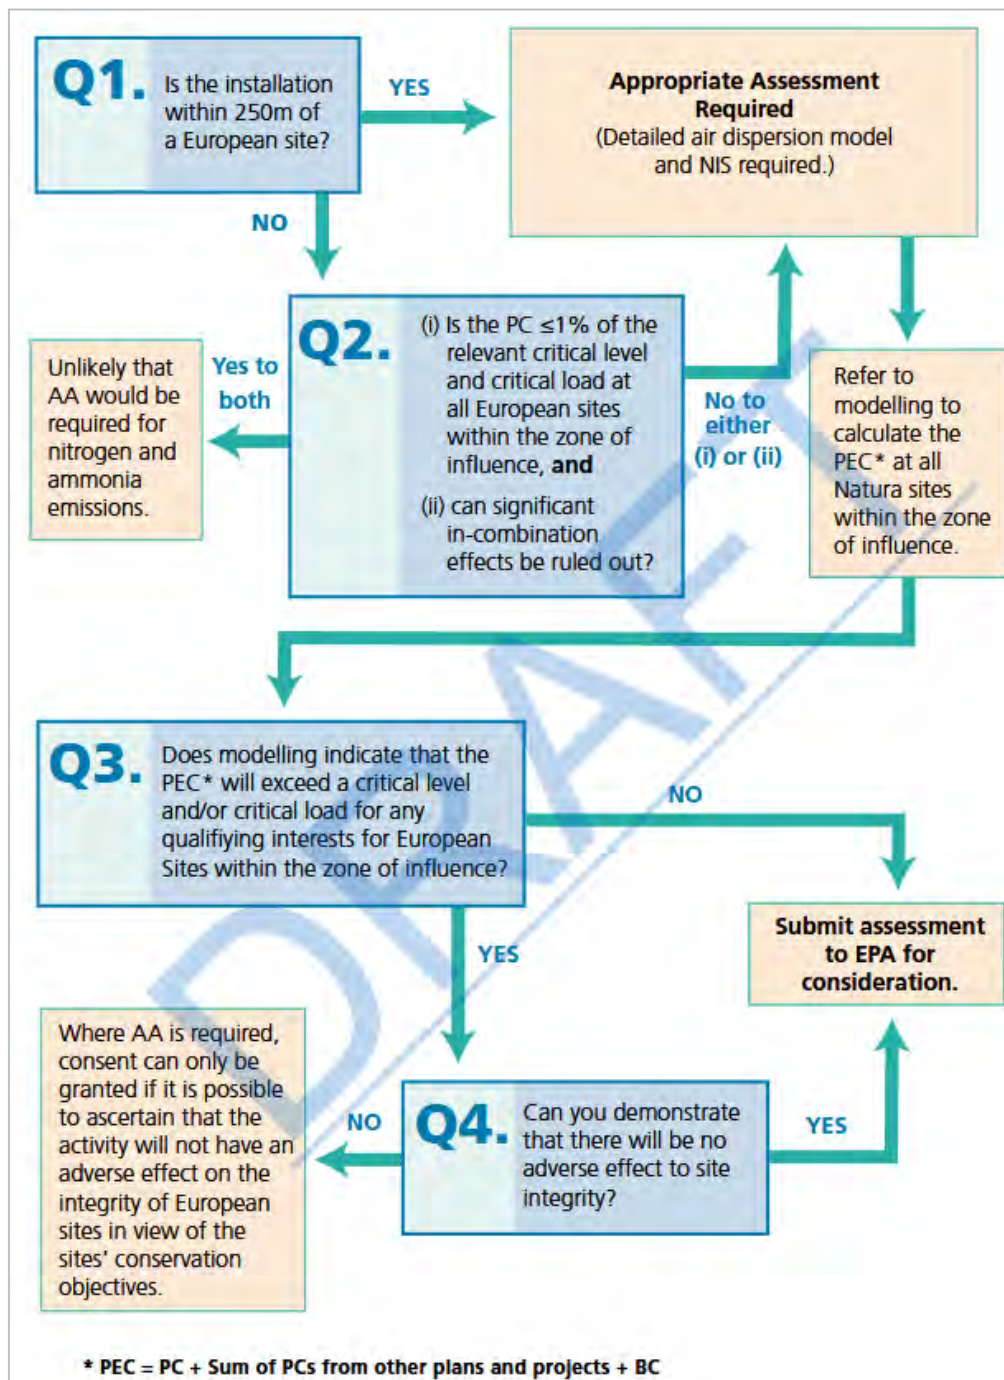 Q1.
Is the installation
within 250m of
a European site?
YES
Appropriate Assessment
Required
(Detailed air dispersion model
and NIS required.)
NO
Q2.
(i) Is the PC ≤1% of the
relevant critical level
and critical load at
all European sites
within the zone of
influence, and
(ii) can significant
in-combination
effects be ruled out?
Yes to
both
Unlikely that
AA would be
required for
nitrogen and
ammonia
emissions.
No to
either
(i) or (ii)
Refer to
modelling to
calculate the
PEC* at all
Natura sites
within the zone
of influence.
Q3.
Does modelling indicate that the
PEC* will exceed a critical level
and/or critical load for any
qualifiying interests for European
Sites within the zone of influence?
NO
YES
Submit assessment
to EPA for
consideration.
Where AA is required,
consent can only be
granted if it is possible
to ascertain that the
activity will not have an
adverse effect on the
integrity of European
sites in view of the
sites' conservation
objectives.
NO
Q4.
Can you demonstrate
that there will be no
adverse effect to site
integrity?
YES
* PEC = PC + Sum of PCs from other plans and projects + BC
DRAFT